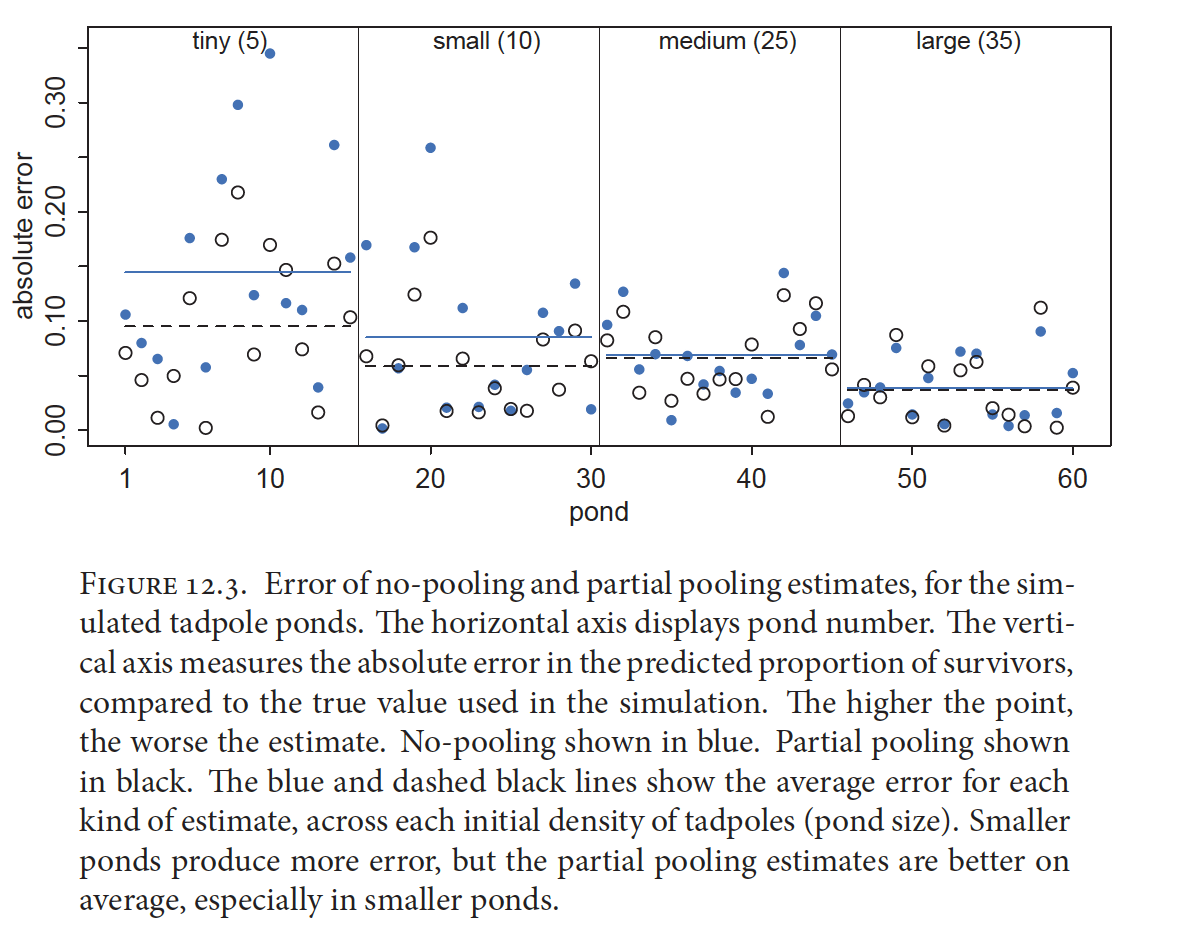 tiny (5)
small (10)
medium (25)
large (35)
absolute error
0.00
0.10
0.20
0.30
1
10
20
30
40
50
60
pond
Figure 12.3. Error of no-pooling and partial pooling estimates, for the sim-
ulated tadpole ponds. The horizontal axis displays pond number. The verti-
cal axis measures the absolute error in the predicted proportion of survivors,
compared to the true value used in the simulation. The higher the point,
the worse the estimate. No-pooling shown in blue. Partial pooling shown
in black. The blue and dashed black lines show the average error for each
kind of estimate, across each initial density of tadpoles (pond size). Smaller
ponds produce more error, but the partial pooling estimates are better on
average, especially in smaller ponds.